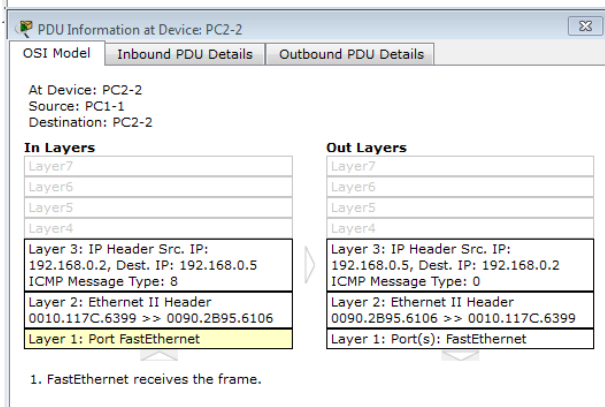 PDU Information at Device: PC2-2
OSI Model
Inbound PDU Details
Outbound PDU Details
At Device: PC2-2
Source: PC1-1
Destination: PC2-2
In Layers
Layer7
Layer6
Layer5
Layer4
Layer 3: IP Header Src. IP:
192.168.0.2, Dest. IP: 192.168.0.5
ICMP Message Type: 8
Layer 2: Ethernet II Header
0010.117C.6399 >> 0090.2B95.6106
Layer 1: Port FastEthernet
Out Layers
Layer7
Layer6
Layer5
Layer4
Layer 3: IP Header Src. IP:
192.168.0.5, Dest. IP: 192.168.0.2
ICMP Message Type: 0
Layer 2: Ethernet II Header
0090.2B95.6106 >> 0010.117C.6399
Layer 1: Port(s): FastEthernet
1. FastEthernet receives the frame.